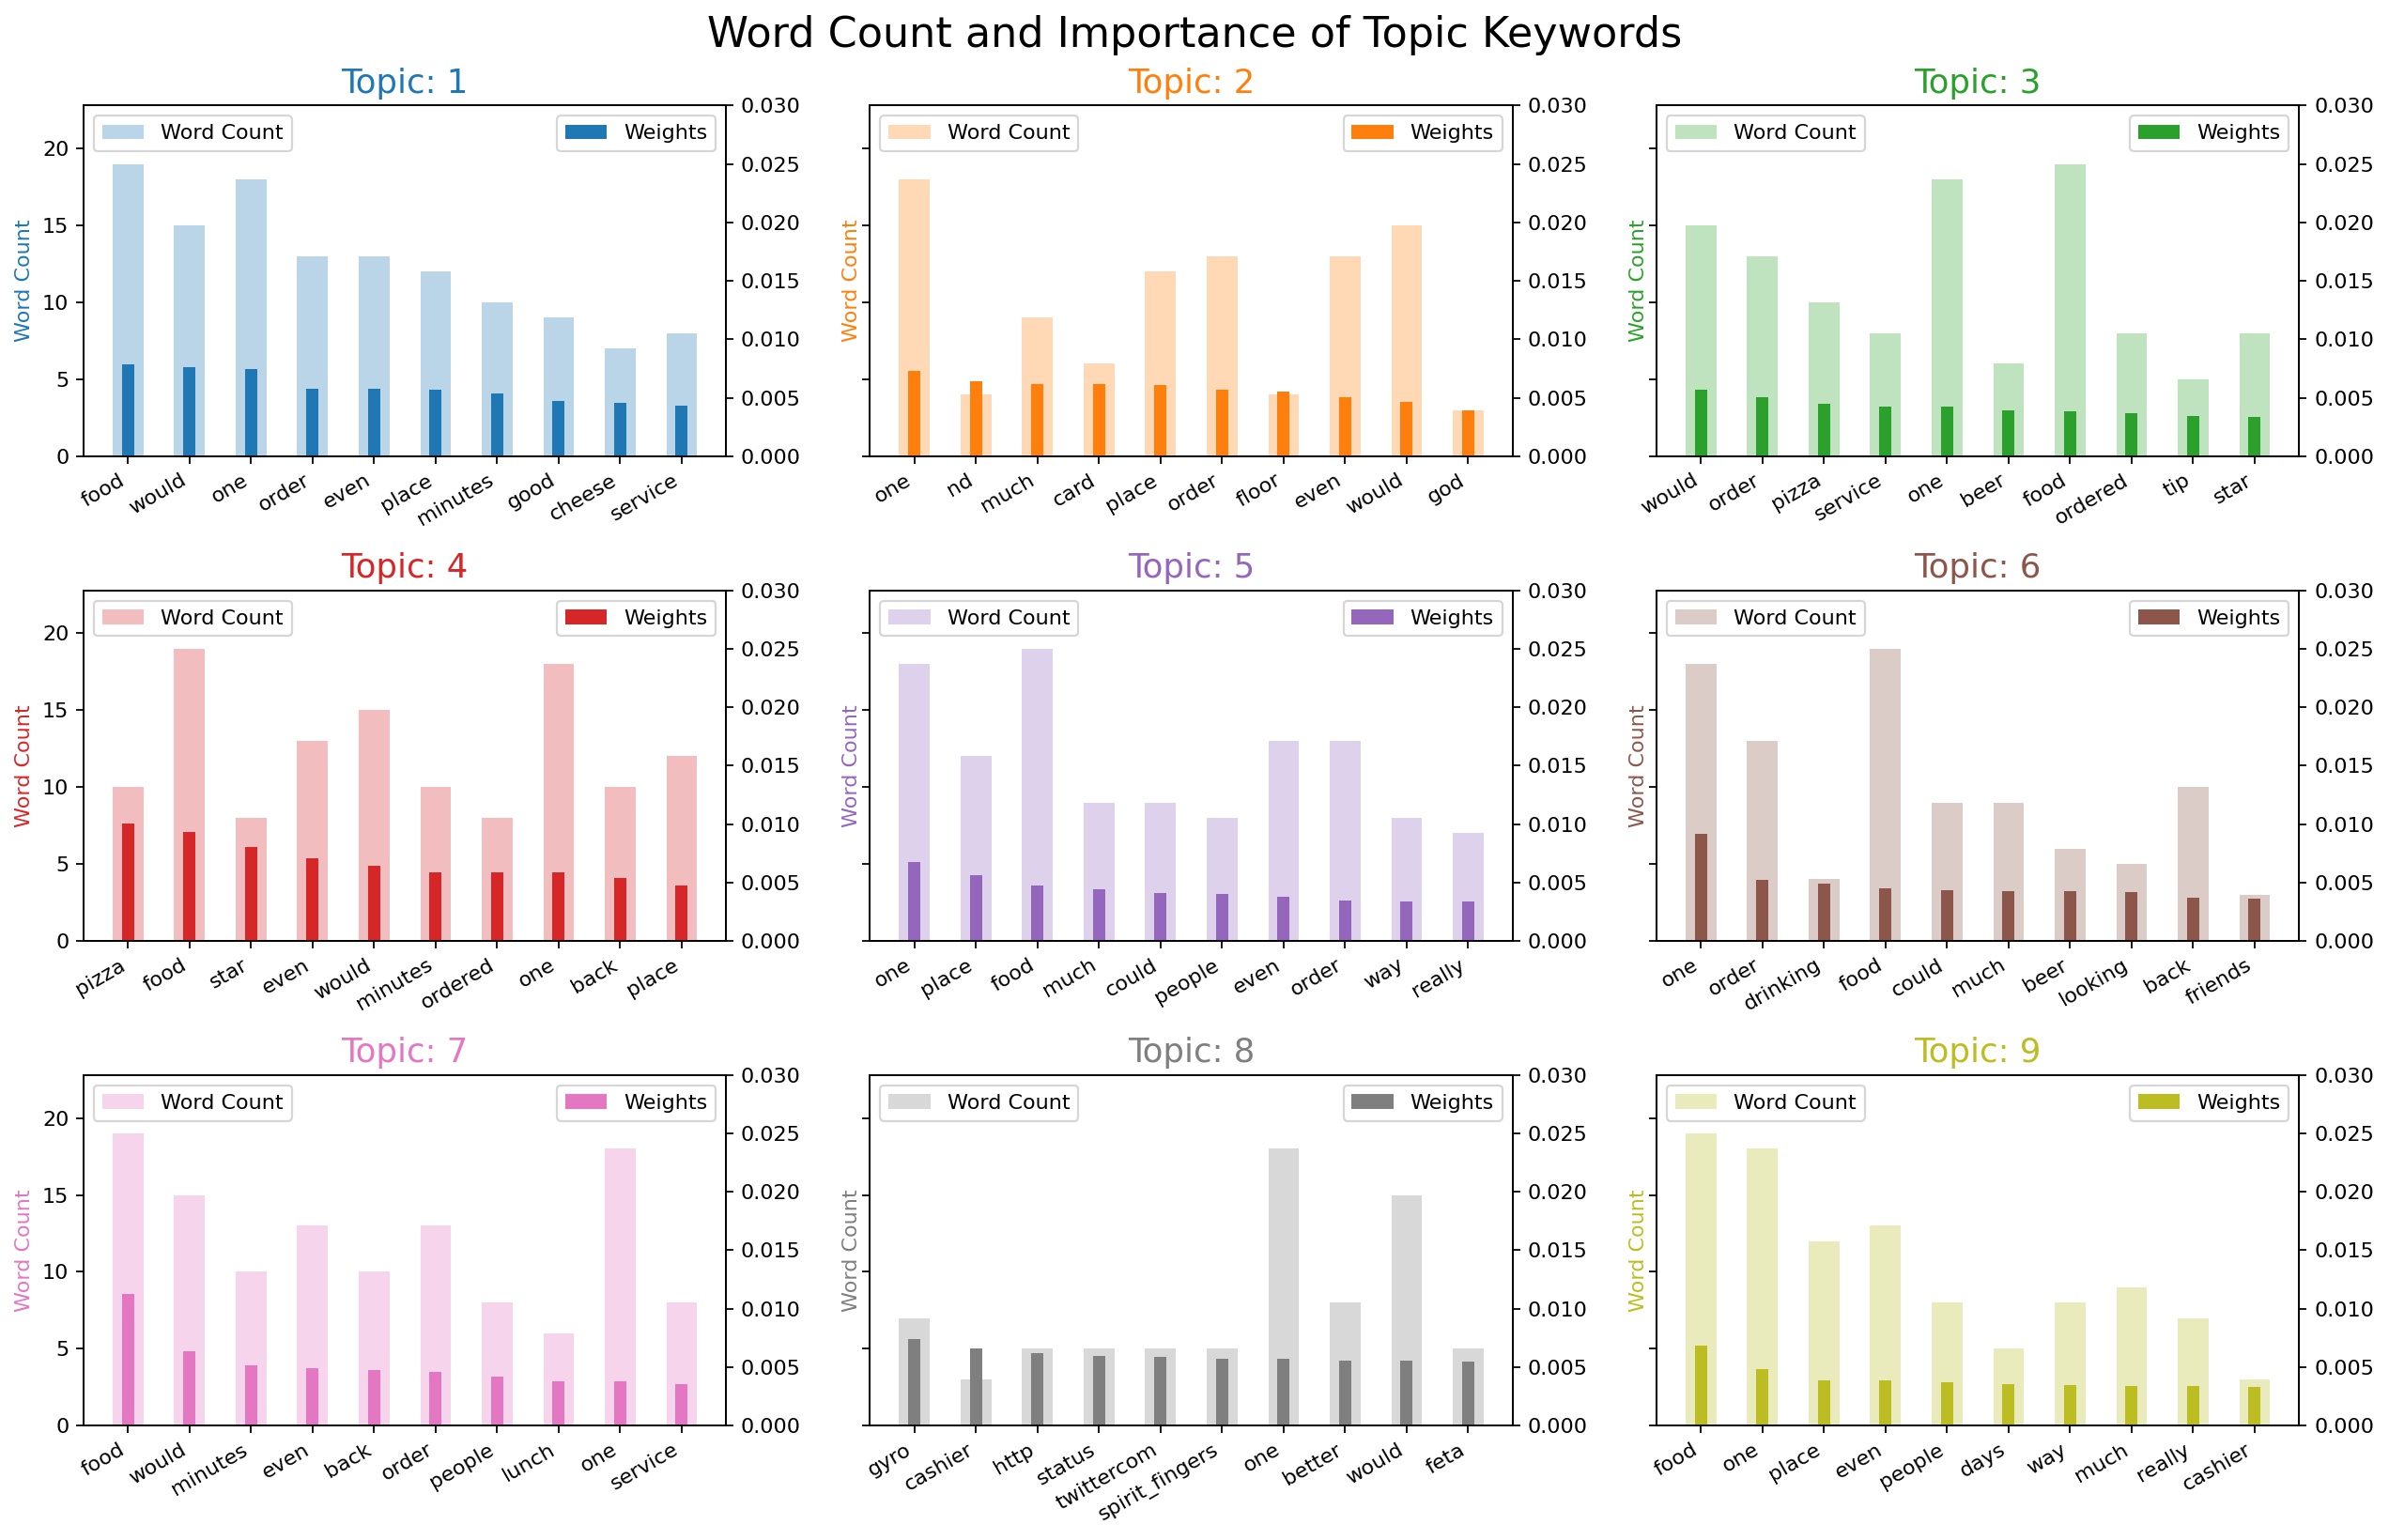 Word Count and Importance of Topic Keywords
Topic: 1
Word Count
Weights
Word Count
20
15
10
5
0
0.030
0.025
0.020
0.015
0.010
0.005
0.000
food would one order even place minutes good cheese service
Topic: 2
Word Count
Weights
Word Count
0.030
0.025
0.020
0.015
0.010
0.005
0.000
one nd much card place order floor even would god
Topic: 3
Word Count
Weights
Word Count
0.030
0.025
0.020
0.015
0.010
0.005
0.000
would order pizza service one beer food ordered tip star
Topic: 4
Word Count
Weights
Word Count
20
15
10
5
0
0.030
0.025
0.020
0.015
0.010
0.005
0.000
pizza food star even would minutes ordered one back place
Topic: 5
Word Count
Weights
Word Count
0.030
0.025
0.020
0.015
0.010
0.005
0.000
one place food much could people even order way really
Topic: 6
Word Count
Weights
Word Count
0.030
0.025
0.020
0.015
0.010
0.005
0.000
one order drinking food could much beer looking back friends
Topic: 7
Word Count
Weights
Word Count
20
15
10
5
0
0.030
0.025
0.020
0.015
0.010
0.005
0.000
food would minutes even back order people lunch one service
Topic: 8
Word Count
Weights
Word Count
0.030
0.025
0.020
0.015
0.010
0.005
0.000
gyro cashier http status twittercom spirit_fingers one better would feta
Topic: 9
Word Count
Weights
Word Count
0.030
0.025
0.020
0.015
0.010
0.005
0.000
food one place even people days way much really cashier